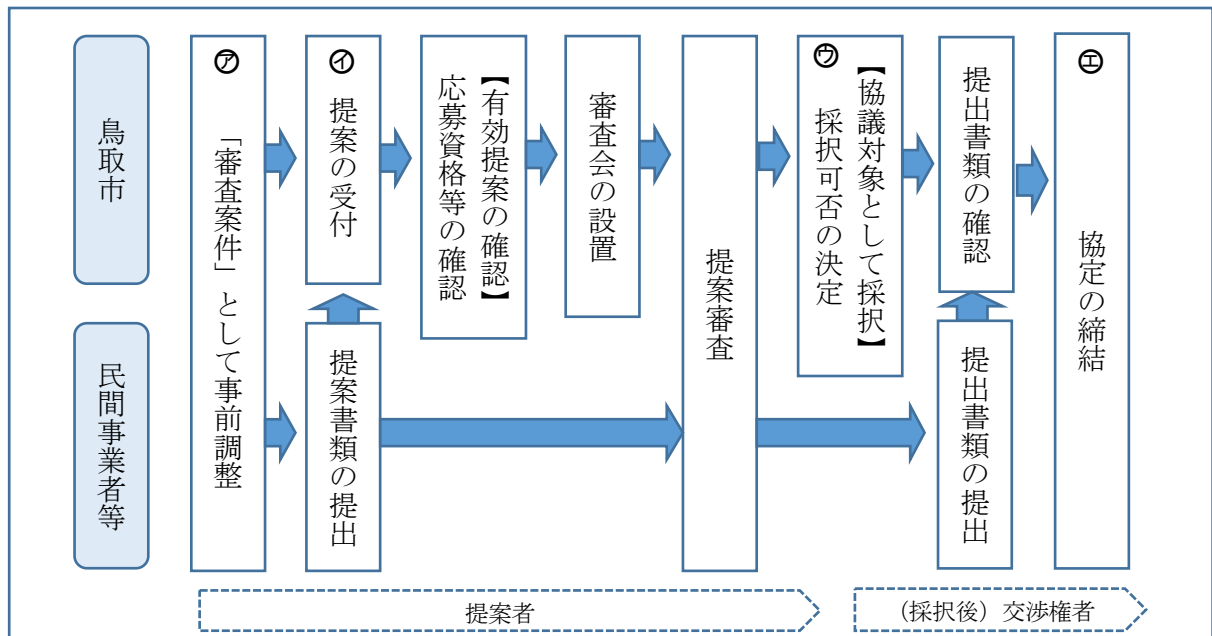 鳥取市
民間事業者等
㋐
「審査案件」として事前調整
㋑
提案の受付
提案書類の提出
【有効提案の確認】
応募資格等の確認
審査会の設置
提案審査
㋒
【協議対象として採択】
採択可否の決定
提出書類の確認
提出書類の提出
㋓
協定の締結
提案者
(採択後)交渉権者